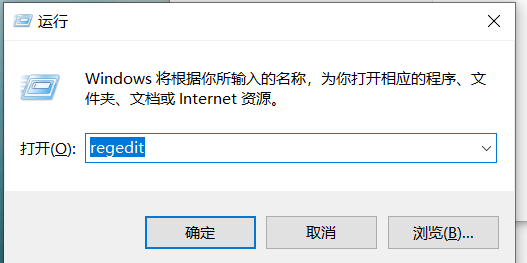 运行
Windows 将根据你所输入的名称，为你打开相应的程序、文
件夹、文档或 Internet 资源。
打开(O): regedit
确定 取消 浏览(B)...